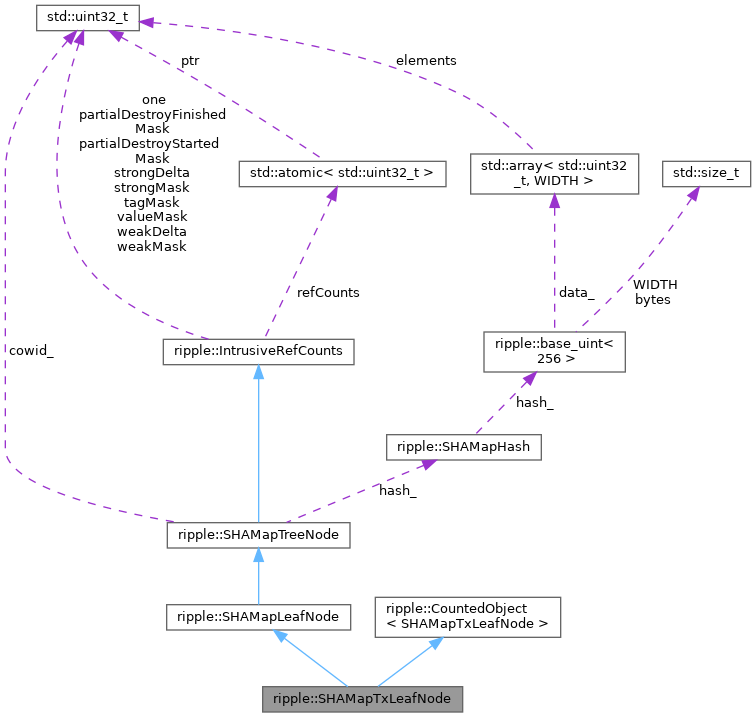 std::uint32_t
ptr
elements
one
partialDestroyFinished
Mask
partialDestroyStarted
Mask
strongDelta
strongMask
tagMask
valueMask
weakDelta
weakMask
std::atomic< std::uint32_t >
std::array< std::uint32
_t, WIDTH >
std::size_t
refCounts
data_
WIDTH
bytes
cowid_
ripple::IntrusiveRefCounts
ripple::base_uint<
256 >
hash_
ripple::SHAMapHash
hash_
ripple::SHAMapTreeNode
ripple::SHAMapLeafNode
ripple::CountedObject
< SHAMapTxLeafNode >
ripple::SHAMapTxLeafNode